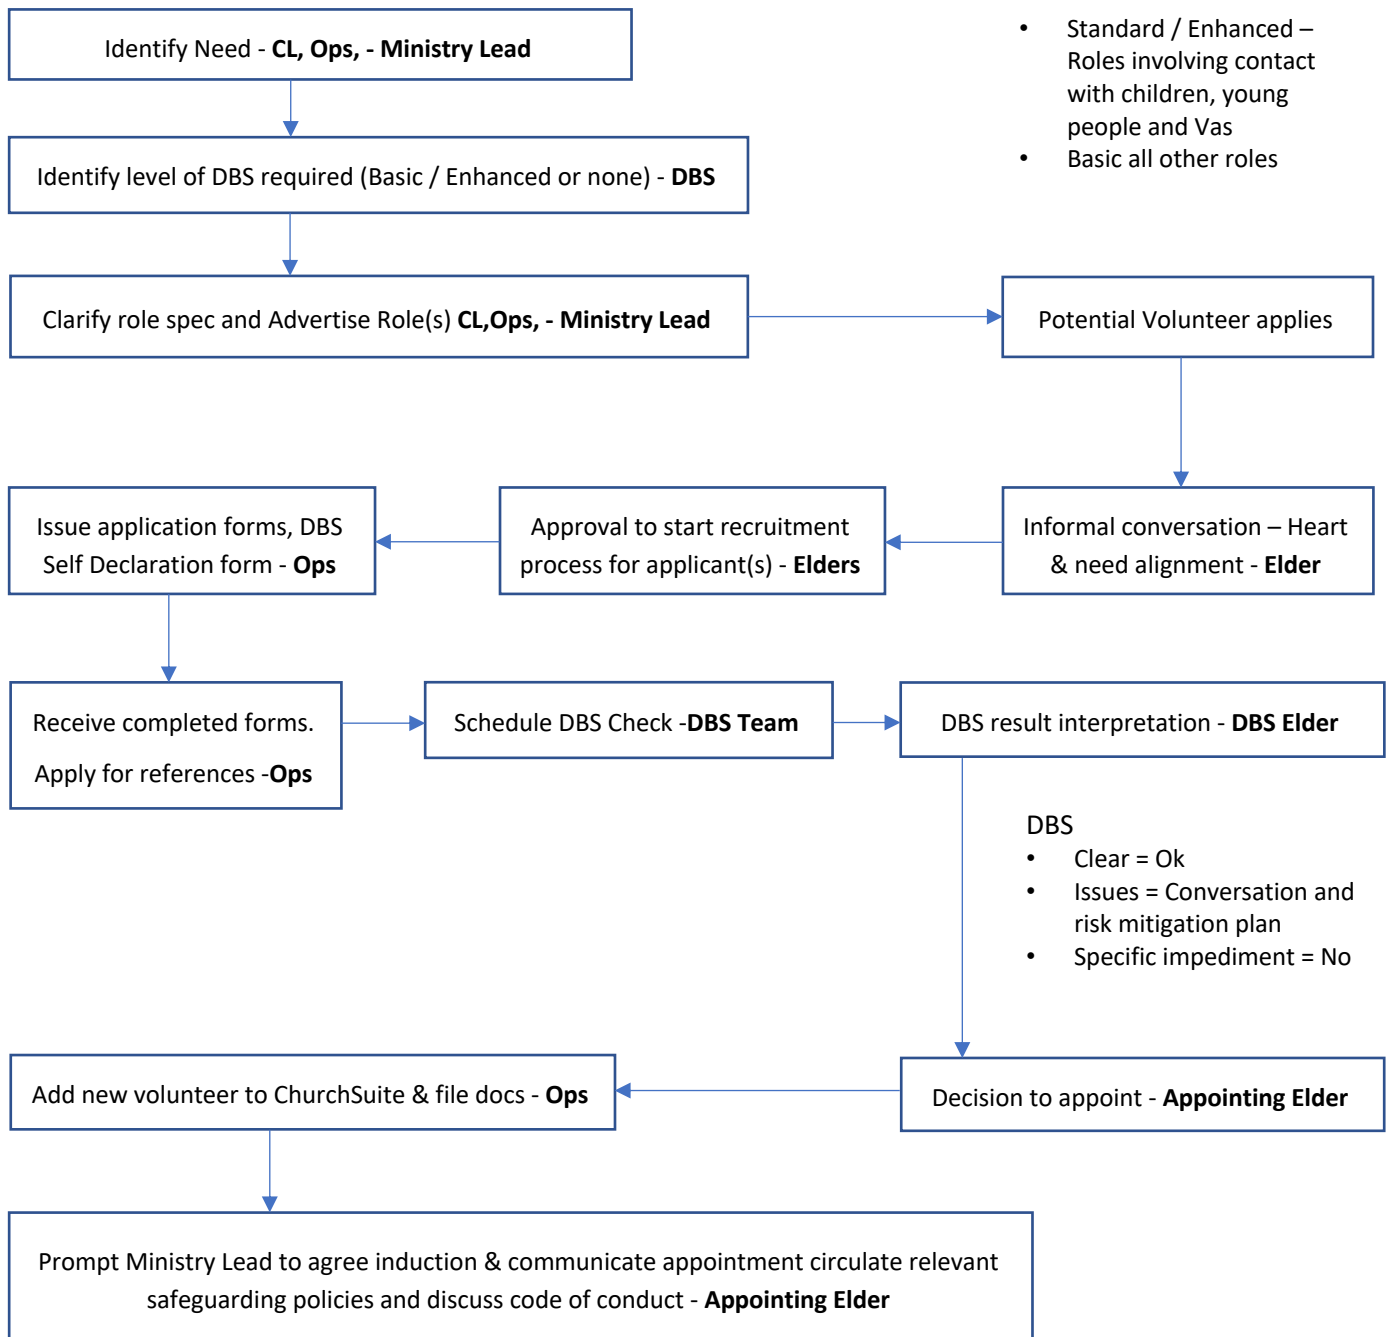 Identify Need - CL, Ops, - Ministry Lead
• Standard / Enhanced –
Roles involving contact
with children, young
people and Vas
• Basic all other roles
Identify level of DBS required (Basic / Enhanced or none) - DBS
Clarify role spec and Advertise Role(s) CL,Ops, - Ministry Lead
Potential Volunteer applies
Informal conversation – Heart
& need alignment - Elder
Approval to start recruitment
process for applicant(s) - Elders
Issue application forms, DBS
Self Declaration form - Ops
Receive completed forms.
Apply for references -Ops
Schedule DBS Check -DBS Team
DBS result interpretation - DBS Elder
DBS
• Clear = Ok
• Issues = Conversation and
risk mitigation plan
• Specific impediment = No
Decision to appoint - Appointing Elder
Add new volunteer to ChurchSuite & file docs - Ops
Prompt Ministry Lead to agree induction & communicate appointment circulate relevant
safeguarding policies and discuss code of conduct - Appointing Elder